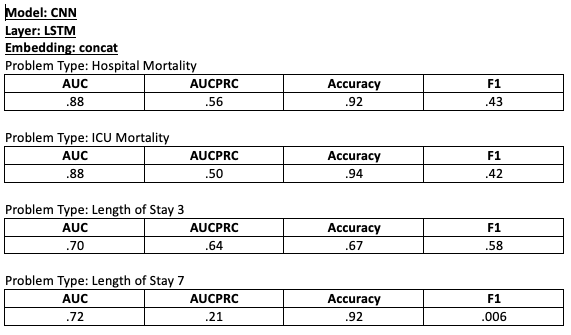 Model: CNN
Layer: LSTM
Embedding: concat
Problem Type: Hospital Mortality
AUC AUCPRC Accuracy F1
.88 .56 .92 .43
Problem Type: ICU Mortality
AUC AUCPRC Accuracy F1
.88 .50 .94 .42
Problem Type: Length of Stay 3
AUC AUCPRC Accuracy F1
.70 .64 .67 .58
Problem Type: Length of Stay 7
AUC AUCPRC Accuracy F1
.72 .21 .92 .006